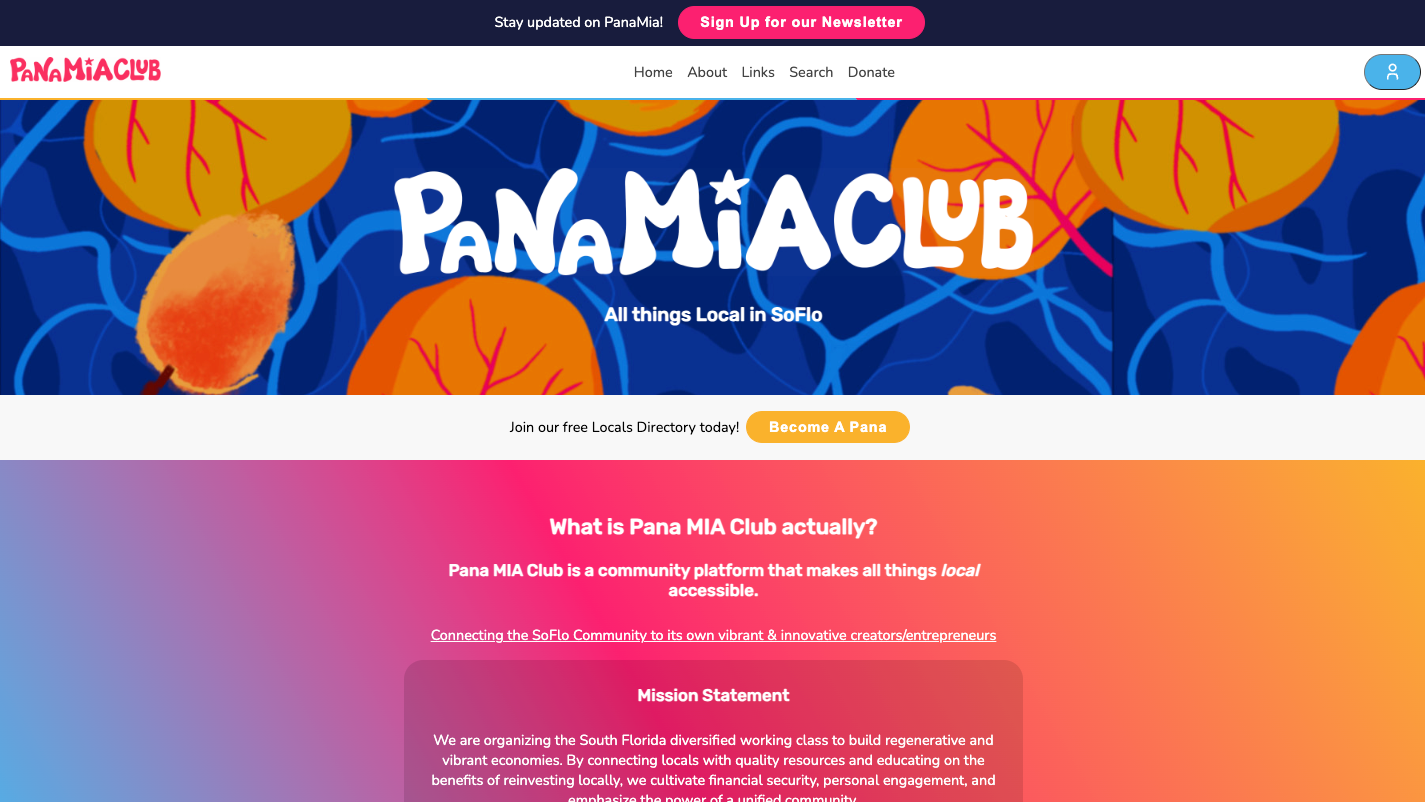 Stay updated on PanaMia!
Sign Up for our Newsletter
PANAMIACLUB
Home
About
Links
Search
Donate
PANAMIACLUB
All things Local in SoFlo
Join our free Locals Directory today!
Become A Pana
What is Pana MIA Club actually?
Pana MIA Club is a community platform that makes all things local
accessible.
Connecting the SoFlo Community to its own vibrant & innovative creators/entrepreneurs
Mission Statement
We are organizing the South Florida diversified working class to build regenerative and
vibrant economies. By connecting locals with quality resources and educating on the
benefits of reinvesting locally, we cultivate financial security, personal engagement, and
emphasize the power of a unified community.